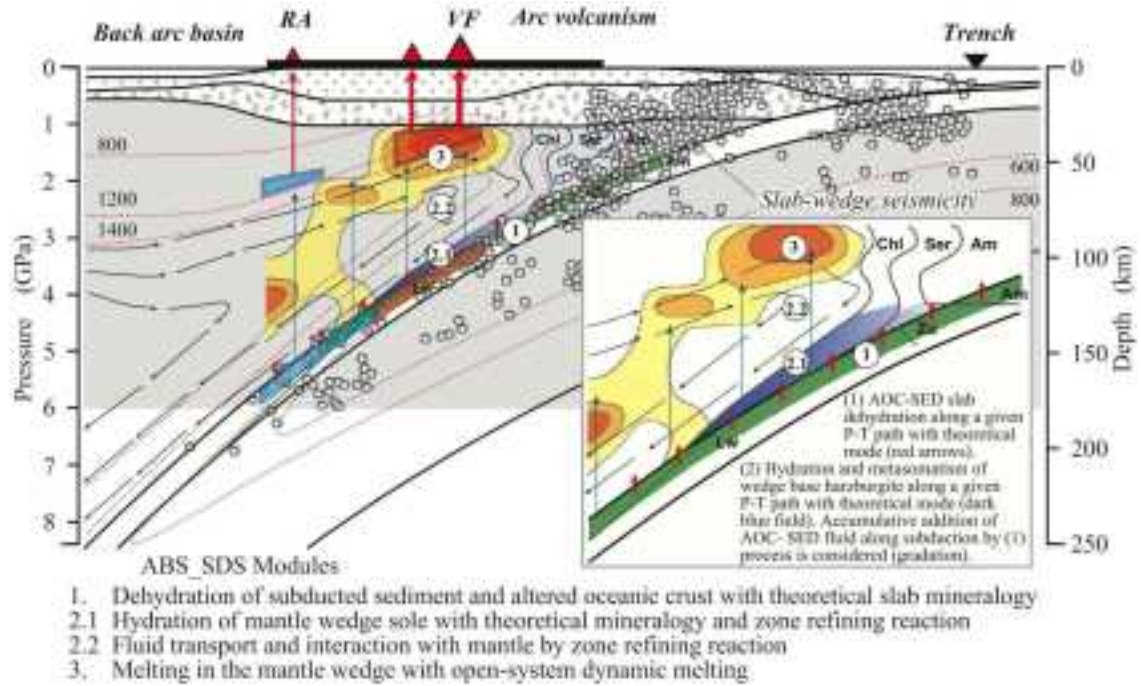 RA VF Arc volcanism
Back arc basin Trench
0 0
1
800 Chl Ser Am
3 50
2 600
1200 2.2 Slab-wedge seismicity 800
1400 1
3 2.1
3 Chl Ser Am
100
4 2.2 Am
5 2.1 1 150
(1) AOC-SED slab
6 dehydration along a given
P-T path with theoretical
Lw mode (red arrows).
200
7 (2) Hydration and metasomatism of
wedge base harzburgite along a given
P-T path with theoretical mode (dark
8 blue field). Accumulative addition of
AOC- SED fluid along subduction by (1)
process is considered (gradation). 250
Pressure (GPa)
Depth (km)
ABS_SDS Modules
1. Dehydration of subducted sediment and altered oceanic crust with theoretical slab mineralogy
2.1 Hydration of mantle wedge sole with theoretical mineralogy and zone refining reaction
2.2 Fluid transport and interaction with mantle by zone refining reaction
3. Melting in the mantle wedge with open-system dynamic melting